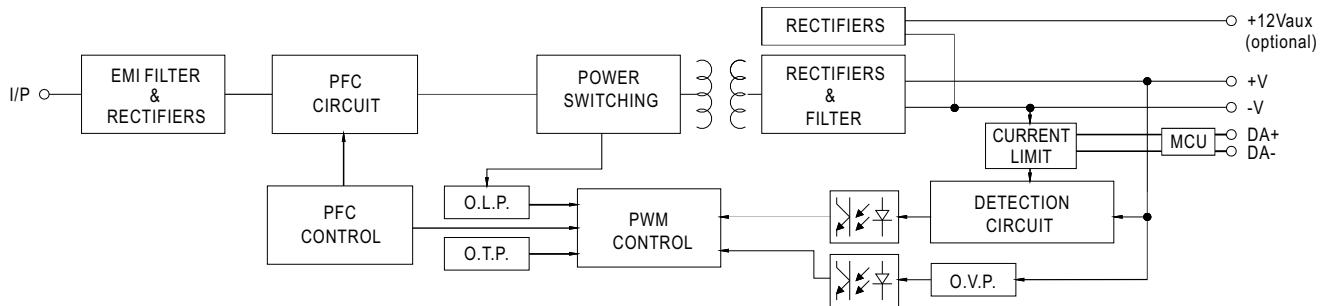 RECTIFIERS
+12Vaux
(optional)
I/P
EMI FILTER
&
RECTIFIERS
PFC
CIRCUIT
POWER
SWITCHING
RECTIFIERS
&
FILTER
+V
-V
CURRENT
LIMIT
MCU
DA+
DA-
PFC
CONTROL
O.L.P.
O.T.P.
PWM
CONTROL
DETECTION
CIRCUIT
O.V.P.